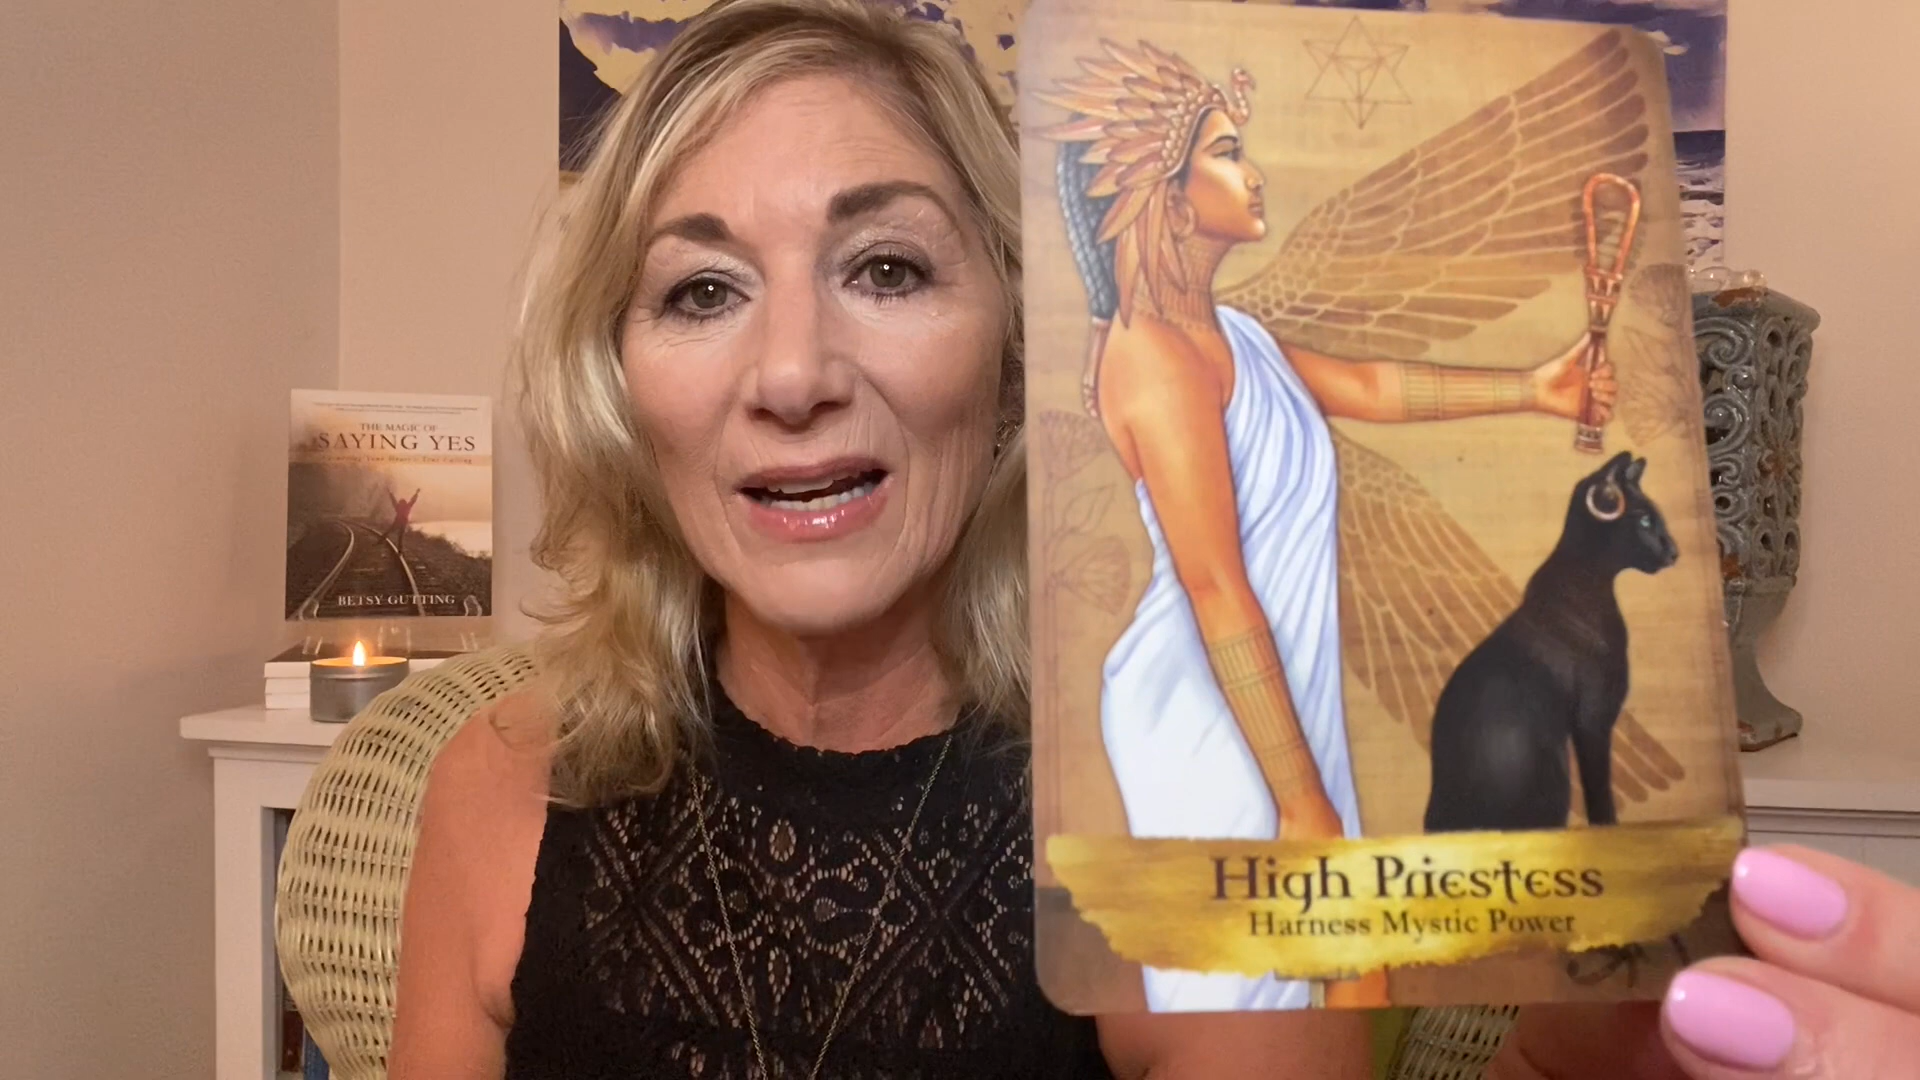 THE MAGIC OF
SAYING YES
BETSY GUTTING
High Priestess
Harness Mystic Power